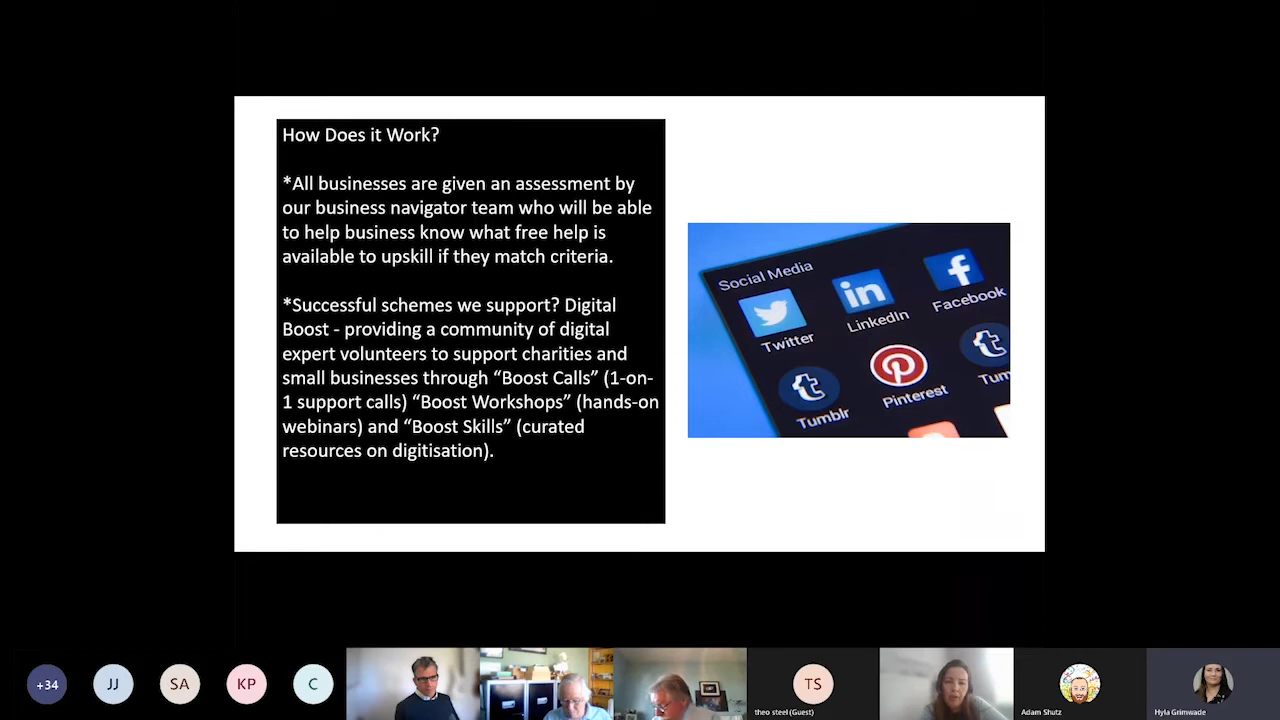 How Does it Work?
*All businesses are given an assessment by
our business navigator team who will be able
to help business know what free help is
available to upskill if they match criteria.
*Successful schemes we support? Digital
Boost - providing a community of digital
expert volunteers to support charities and
small businesses through “Boost Calls” (1-on-
1 support calls) “Boost Workshops” (hands-on
webinars) and “Boost Skills” (curated
resources on digitisation).
Social Media
Twitter
LinkedIn
Facebook
Tumblr
Pinterest
Tum
+34
JJ
SA
KP
C
TS
theo steel (Guest)
Adam Shutz
Hyla Grimwade